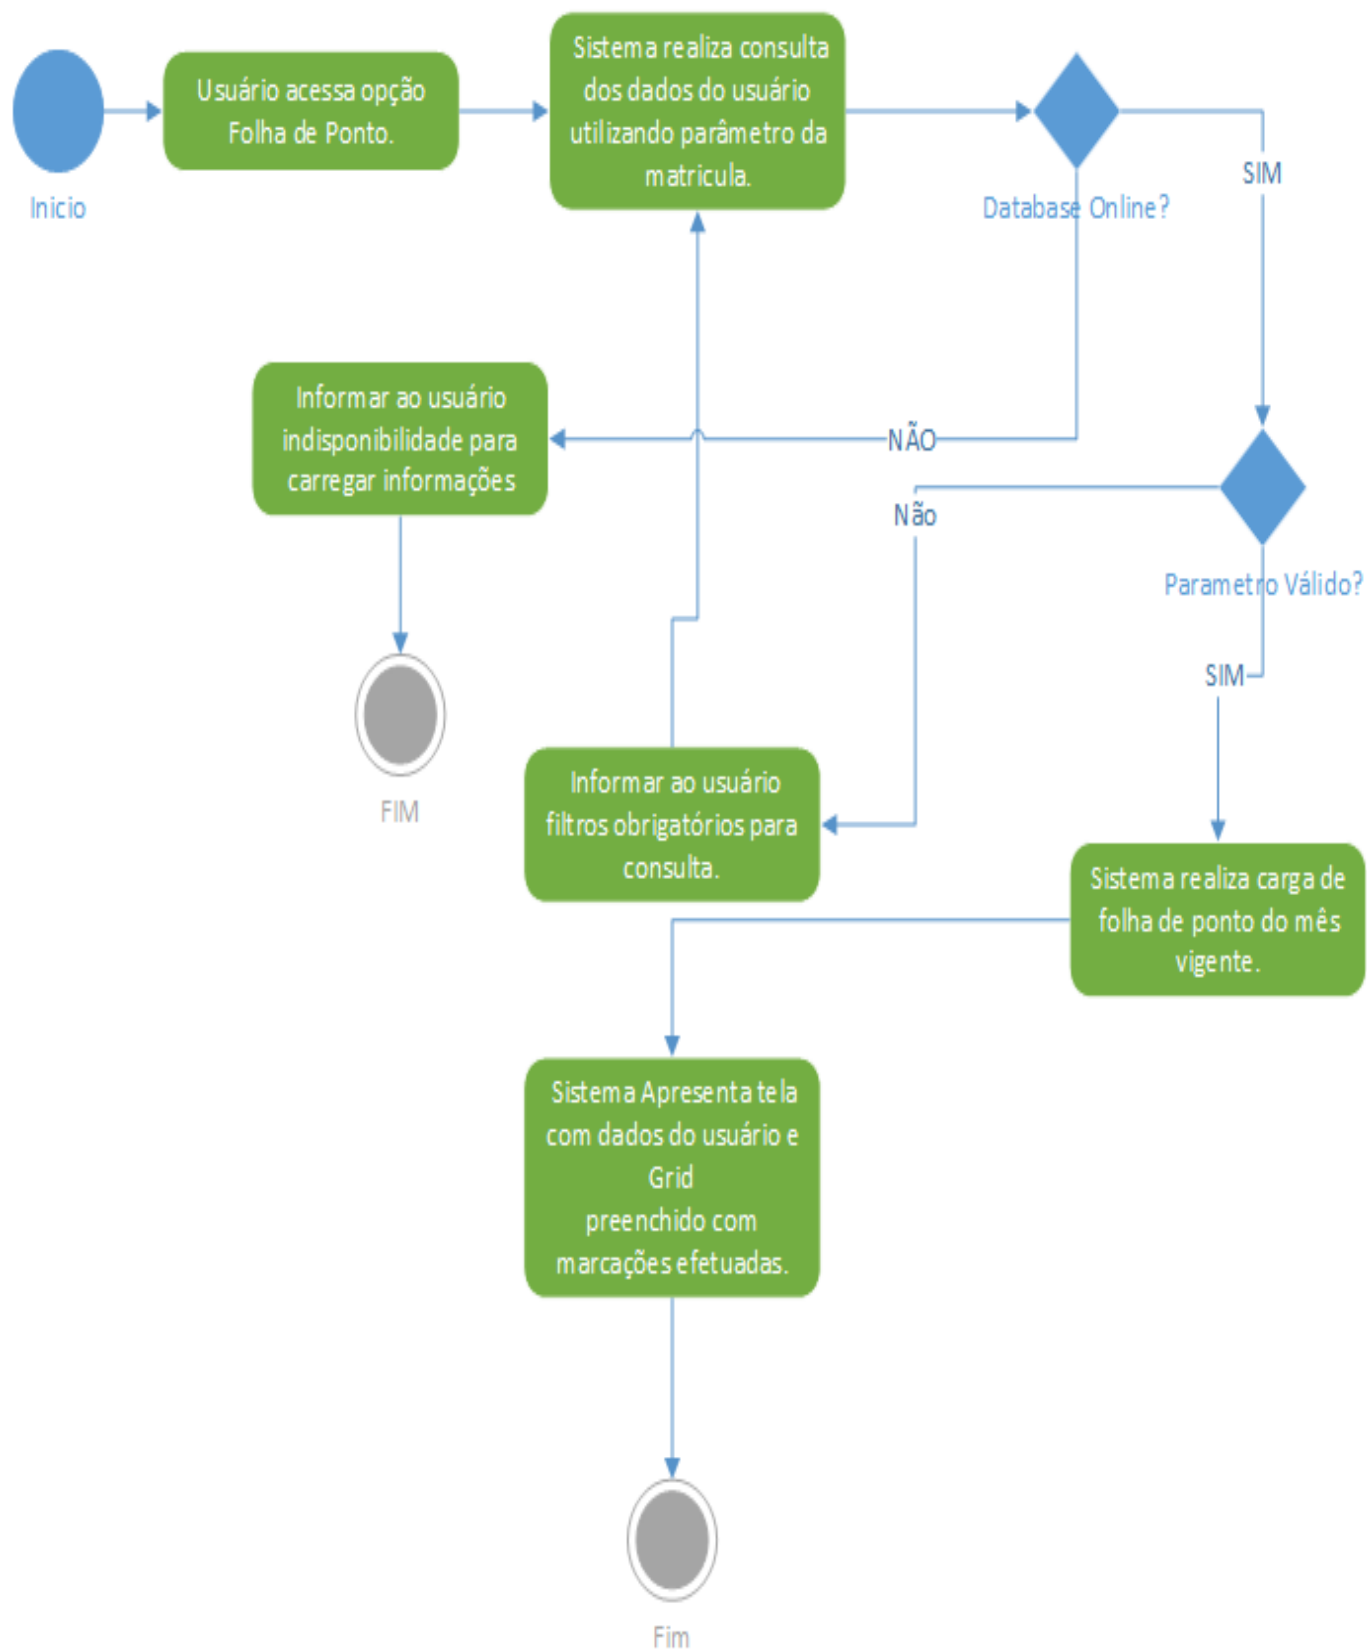 Inicio
Usuário acessa opção
Folha de Ponto.
Sistema realiza consulta
dos dados do usuário
utilizando parâmetro da
matricula.
Database Online?
SIM
Informar ao usuário
indisponibilidade para
carregar informações
NÃO
Não
Parametro Válido?
SIM
FIM
Informar ao usuário
filtros obrigatórios para
consulta.
Sistema realiza carga de
folha de ponto do mês
vigente.
Sistema Apresenta tela
com dados do usuário e
Grid
preenchido com
marcações efetuadas.
Fim